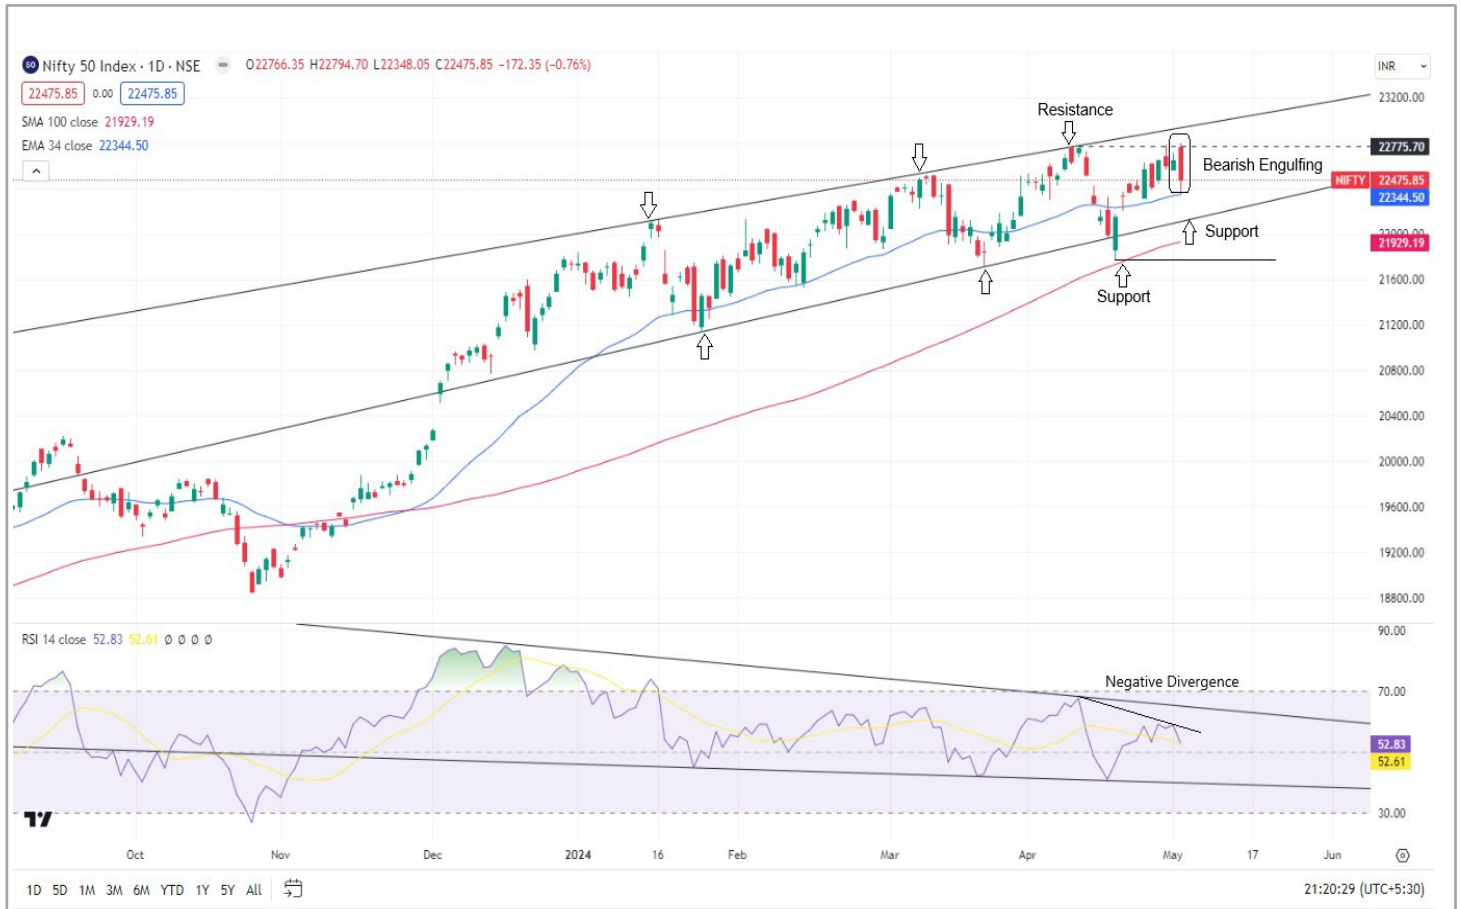 50 Nifty 50 Index · 1D · NSE O22766.35 H22794.70 L22348.05 C22475.85 −172.35 (−0.76%)
INR
22475.85 0.00 22475.85
SMA 100 close 21929.19
EMA 34 close 22344.50
23200.00
Resistance
22775.70
Bearish Engulfing
NIFTY 22475.85
22344.50
Support
22000.00
21929.19
21600.00
Support
21200.00
20800.00
20400.00
20000.00
19600.00
19200.00
18800.00
RSI 14 close 52.83 52.61 Ø Ø Ø Ø
90.00
Negative Divergence
70.00
52.83
52.61
30.00
Oct Nov Dec 2024 16 Feb Mar Apr May 17 Jun
1D 5D 1M 3M 6M YTD 1Y 5Y All
21:20:29 (UTC+5:30)